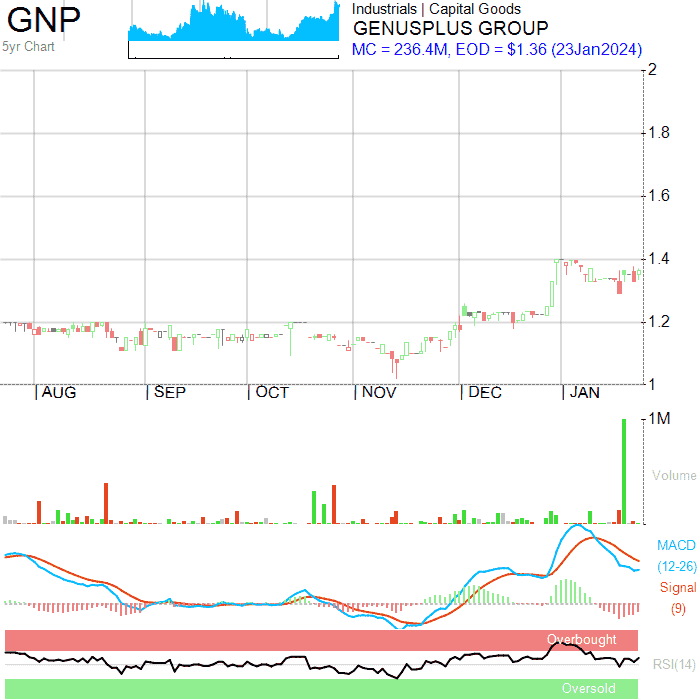 GNP
5yr Chart
Industrials | Capital Goods
GENUSPLUS GROUP
MC = 236.4M, EOD = $1.36 (23Jan2024)
2
1.8
1.6
1.4
1.2
1
AUG SEP OCT NOV DEC JAN
1M
Volume
MACD
(12-26)
Signal
(9)
Overbought
RSI(14)
Oversold